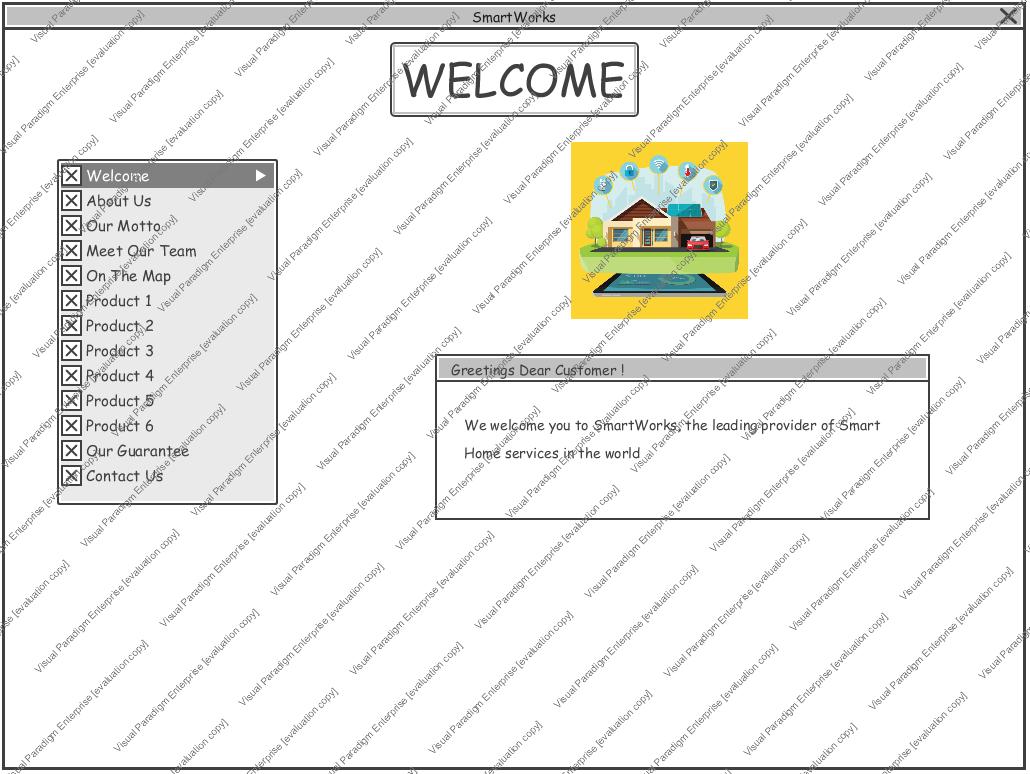 SmartWorks
WELCOME
Welcome
About Us
Our Motto
Meet Our Team
On The Map
Product 1
Product 2
Product 3
Product 4
Product 5
Product 6
Our Guarantee
Contact Us
Greetings Dear Customer !
We welcome you to SmartWorks, the leading provider of Smart
Home services in the world
Visual Paradigm Enterprise [evaluation copy]